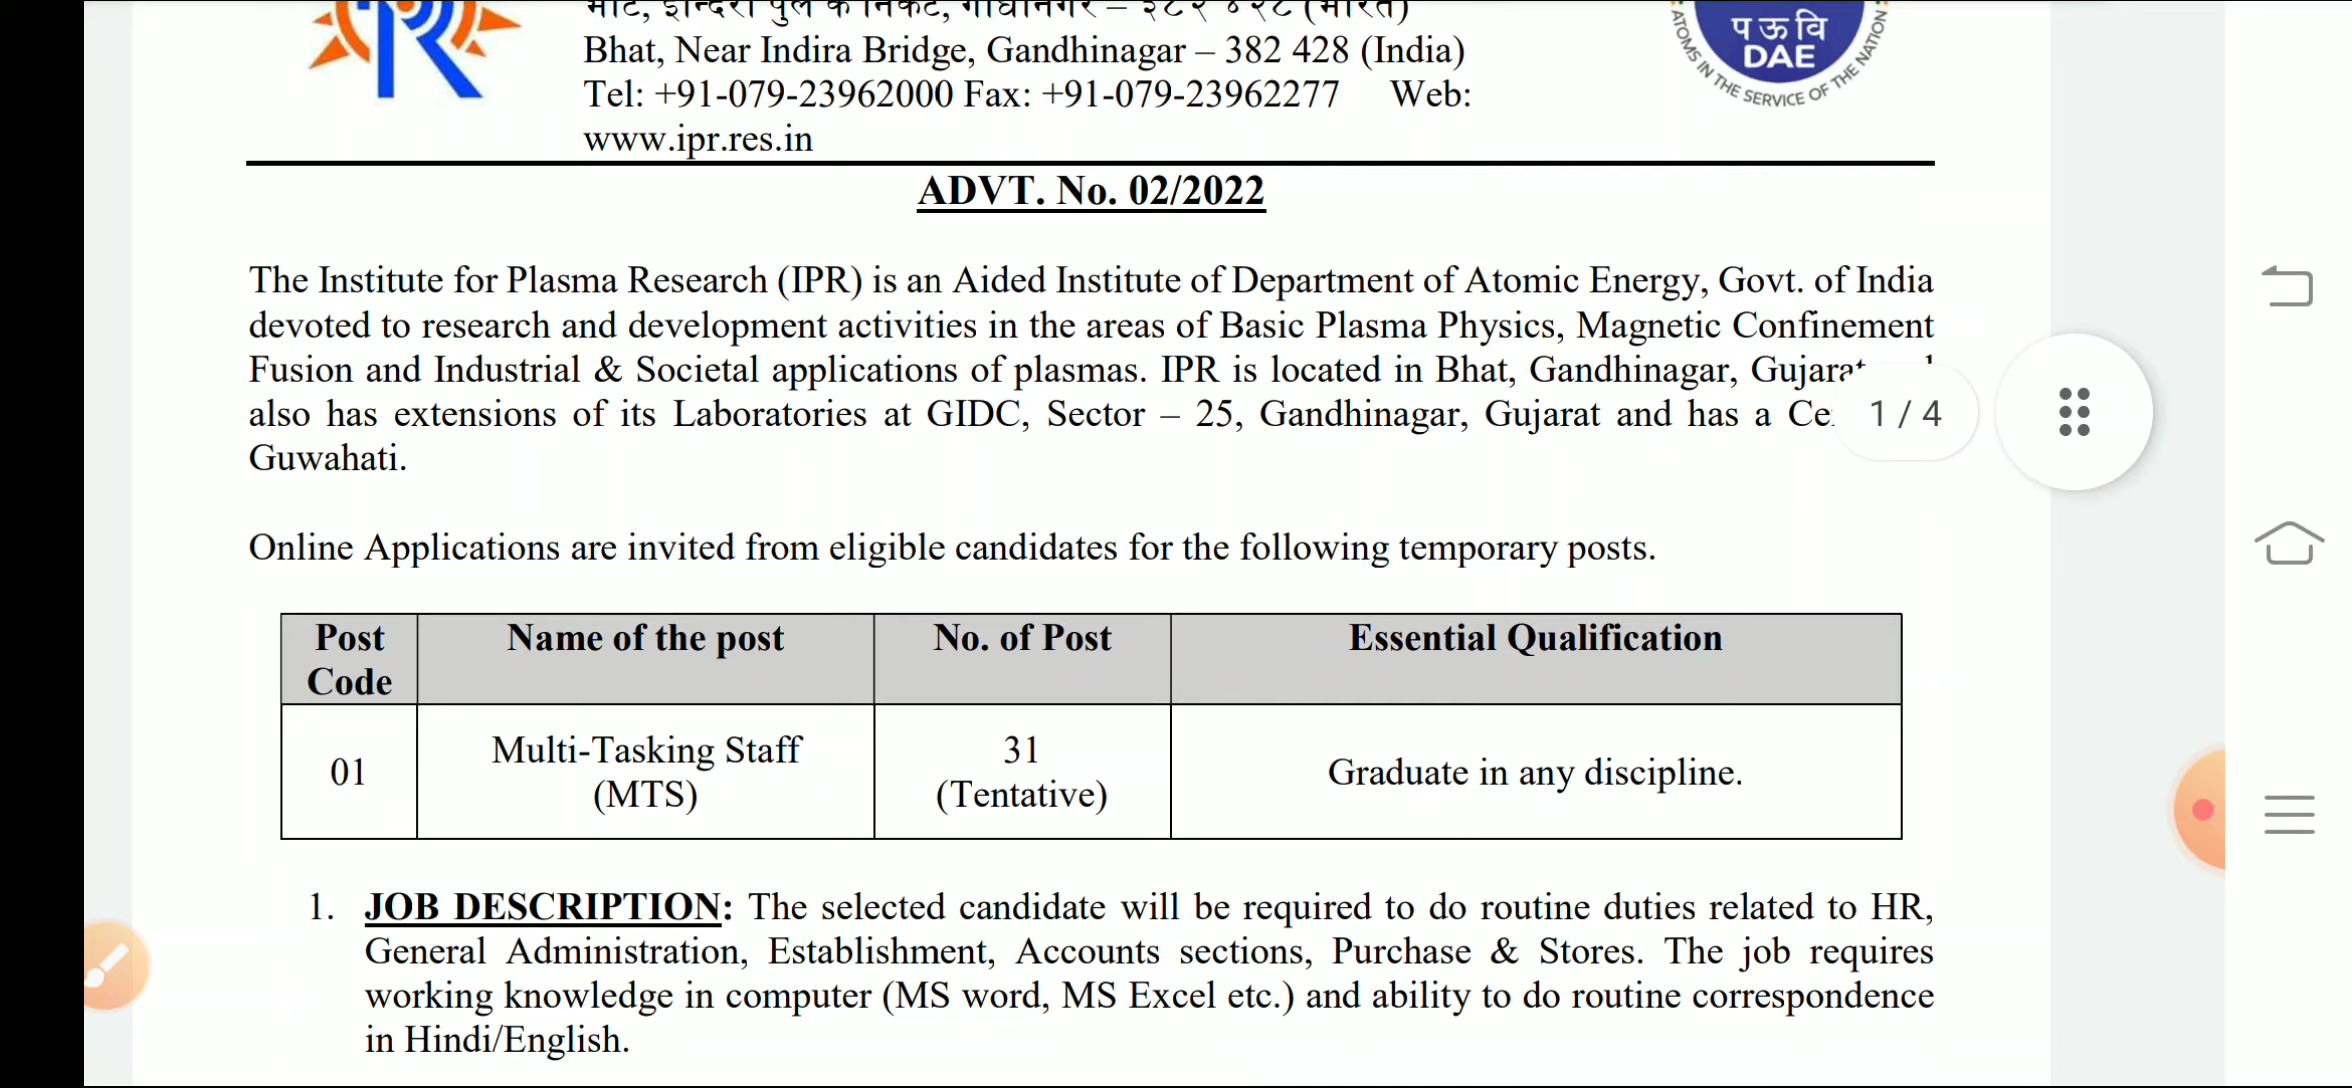 भाट, इन्दिरा पुल के निकट, गांधीनगर – ३८२ ४२८ (भारत)
Bhat, Near Indira Bridge, Gandhinagar – 382 428 (India)
Tel: +91-079-23962000 Fax: +91-079-23962277 Web:
www.ipr.res.in
पऊवि
DAE
ATOMS IN THE SERVICE OF THE NATION
ADVT. No. 02/2022
The Institute for Plasma Research (IPR) is an Aided Institute of Department of Atomic Energy, Govt. of India
devoted to research and development activities in the areas of Basic Plasma Physics, Magnetic Confinement
Fusion and Industrial & Societal applications of plasmas. IPR is located in Bhat, Gandhinagar, Gujarat
also has extensions of its Laboratories at GIDC, Sector – 25, Gandhinagar, Gujarat and has a
1 / 4
Guwahati.
Online Applications are invited from eligible candidates for the following temporary posts.
Post Code Name of the post No. of Post Essential Qualification
01 Multi-Tasking Staff (MTS) 31 (Tentative) Graduate in any discipline.
1. JOB DESCRIPTION: The selected candidate will be required to do routine duties related to HR,
General Administration, Establishment, Accounts sections, Purchase & Stores. The job requires
working knowledge in computer (MS word, MS Excel etc.) and ability to do routine correspondence
in Hindi/English.